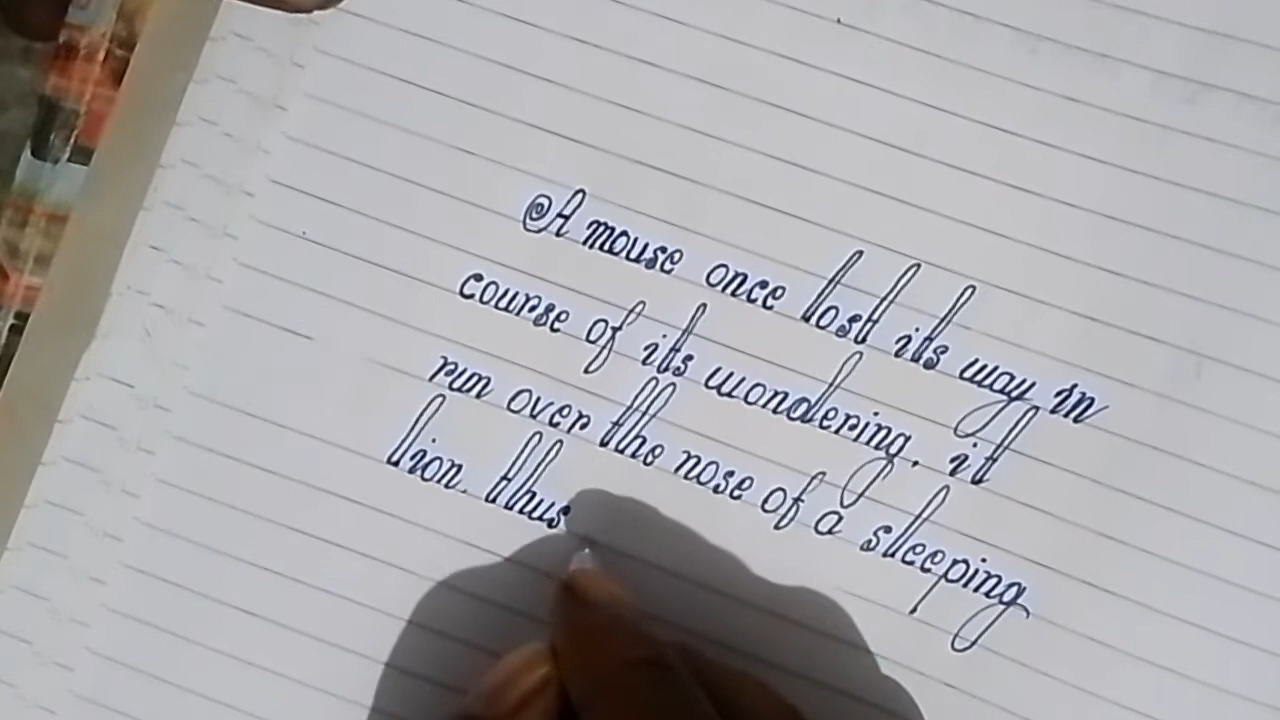 A mouse once lost its way in
course of its wondering, it
run over the nose of a sleeping
lion. thus